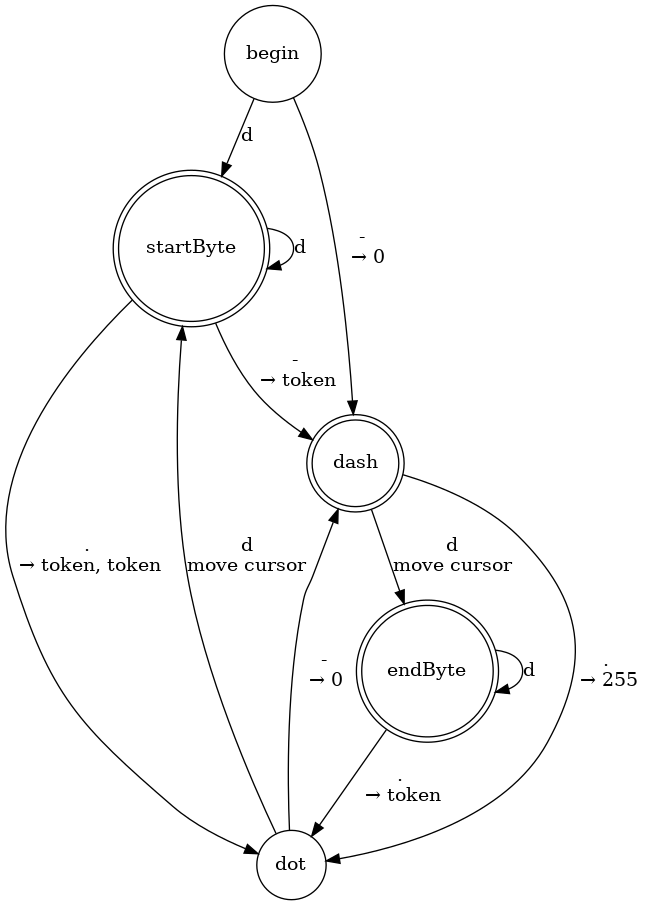 begin
d
-
→ 0
startByte
d
-
→ token
dash
.
→ token, token
d
move cursor
d
move cursor
-
→ 0
endByte
d
.
→ 255
.
→ token
dot